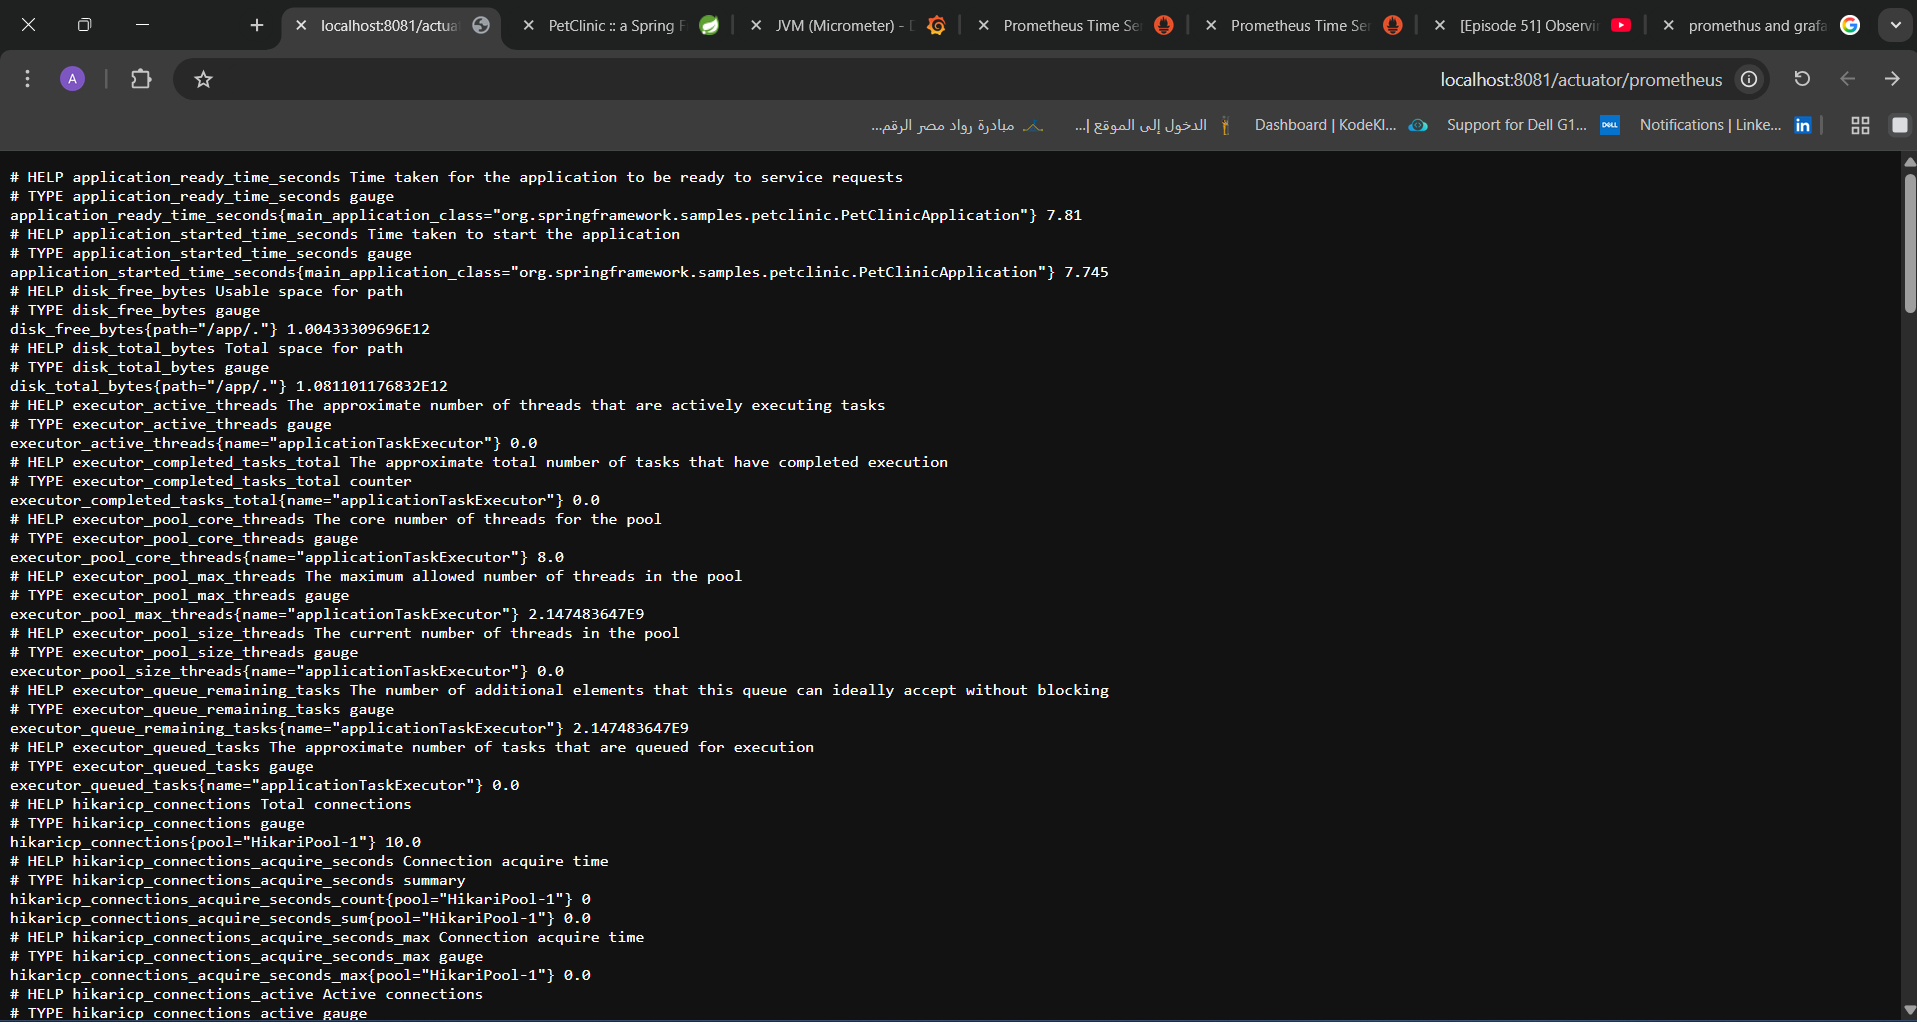 localhost:8081/actua
PetClinic :: a Spring F
JVM (Micrometer) - D
Prometheus Time Se
Prometheus Time Ser
[Episode 51] Observi
promethus and grafa
A
localhost:8081/actuator/prometheus
مبادرة رواد مصر الرقم...
الدخول إلى الموقع |...
Dashboard | KodeKl...
Support for Dell G1...
DELL
Notifications | Linke...
in
# HELP application_ready_time_seconds Time taken for the application to be ready to service requests
# TYPE application_ready_time_seconds gauge
application_ready_time_seconds{main_application_class="org.springframework.samples.petclinic.PetClinicApplication"} 7.81
# HELP application_started_time_seconds Time taken to start the application
# TYPE application_started_time_seconds gauge
application_started_time_seconds{main_application_class="org.springframework.samples.petclinic.PetClinicApplication"} 7.745
# HELP disk_free_bytes Usable space for path
# TYPE disk_free_bytes gauge
disk_free_bytes{path="/app/."} 1.00433309696E12
# HELP disk_total_bytes Total space for path
# TYPE disk_total_bytes gauge
disk_total_bytes{path="/app/."} 1.081101176832E12
# HELP executor_active_threads The approximate number of threads that are actively executing tasks
# TYPE executor_active_threads gauge
executor_active_threads{name="applicationTaskExecutor"} 0.0
# HELP executor_completed_tasks_total The approximate total number of tasks that have completed execution
# TYPE executor_completed_tasks_total counter
executor_completed_tasks_total{name="applicationTaskExecutor"} 0.0
# HELP executor_pool_core_threads The core number of threads for the pool
# TYPE executor_pool_core_threads gauge
executor_pool_core_threads{name="applicationTaskExecutor"} 8.0
# HELP executor_pool_max_threads The maximum allowed number of threads in the pool
# TYPE executor_pool_max_threads gauge
executor_pool_max_threads{name="applicationTaskExecutor"} 2.147483647E9
# HELP executor_pool_size_threads The current number of threads in the pool
# TYPE executor_pool_size_threads gauge
executor_pool_size_threads{name="applicationTaskExecutor"} 0.0
# HELP executor_queue_remaining_tasks The number of additional elements that this queue can ideally accept without blocking
# TYPE executor_queue_remaining_tasks gauge
executor_queue_remaining_tasks{name="applicationTaskExecutor"} 2.147483647E9
# HELP executor_queued_tasks The approximate number of tasks that are queued for execution
# TYPE executor_queued_tasks gauge
executor_queued_tasks{name="applicationTaskExecutor"} 0.0
# HELP hikaricp_connections Total connections
# TYPE hikaricp_connections gauge
hikaricp_connections{pool="HikariPool-1"} 10.0
# HELP hikaricp_connections_acquire_seconds Connection acquire time
# TYPE hikaricp_connections_acquire_seconds summary
hikaricp_connections_acquire_seconds_count{pool="HikariPool-1"} 0
hikaricp_connections_acquire_seconds_sum{pool="HikariPool-1"} 0.0
# HELP hikaricp_connections_acquire_seconds_max Connection acquire time
# TYPE hikaricp_connections_acquire_seconds_max gauge
hikaricp_connections_acquire_seconds_max{pool="HikariPool-1"} 0.0
# HELP hikaricp_connections_active Active connections
# TYPE hikaricp_connections_active gauge